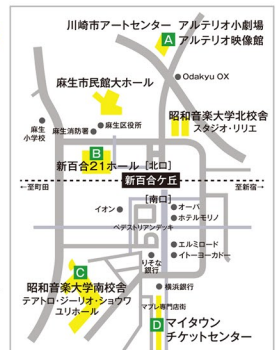 川崎市アートセンター アルテリオ小劇場
A アルテリオ映像館
Odakyu OX
麻生市民館大ホール
昭和音楽大学北校舎
スタジオ・リリエ
麻生
小学校
麻生消防署
麻生区役所
B
新百合21ホール
[北口]
←至町田
新百合ケ丘
至新宿→
[南口]
イオン
オーパ
ホテルモリノ
ペデストリアンデッキ
エルミロード
イトーヨーカドー
りそな
銀行
C
昭和音楽大学南校舎
テアトロ・ジーリオ・ショウワ
ユリホール
横浜銀行
マプレ専門店街
D マイタウン
チケットセンター